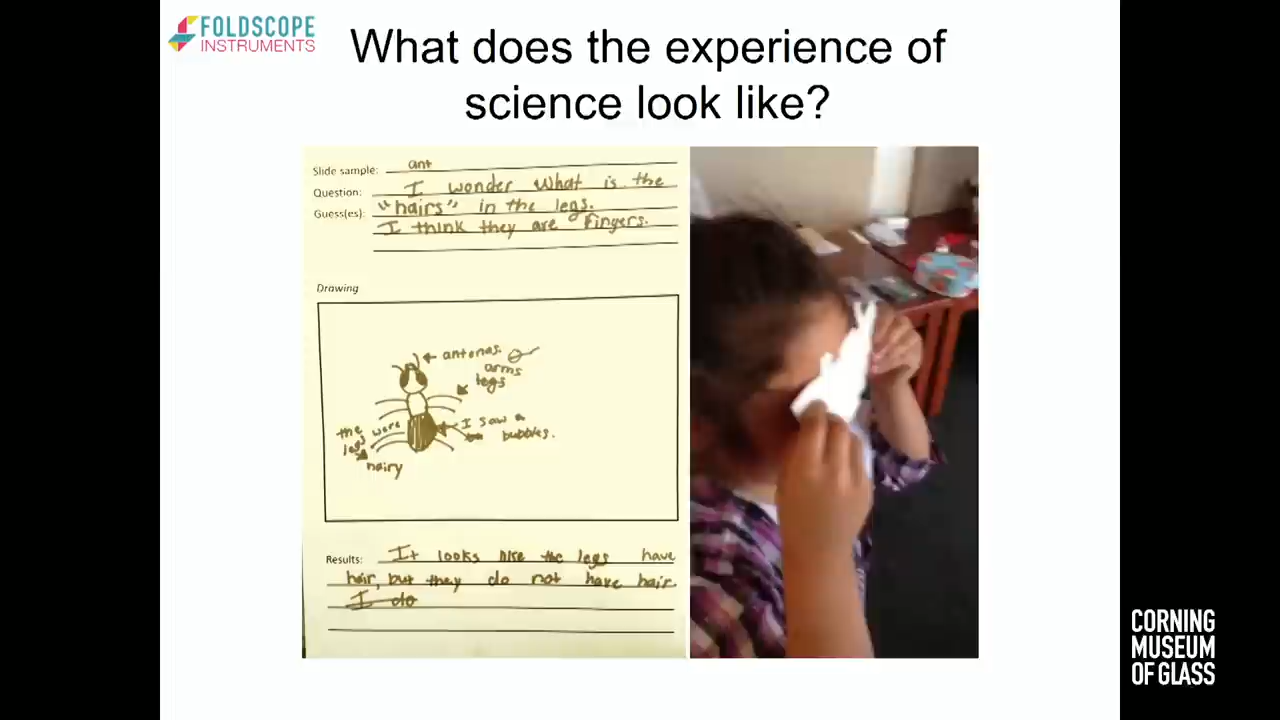 FOLDSCOPE
INSTRUMENTS
What does the experience of
science look like?
Slide sample: ant
Question: I wonder what is the
Guess(es): "hairs" in the legs.
I think they are fingers.
Drawing
antenas.
arms
legs
the legs were hairy
I saw a
bubbles.
Results: It looks like the legs have
hair, but they do not have hair.
I do
CORNING
MUSEUM
OF GLASS